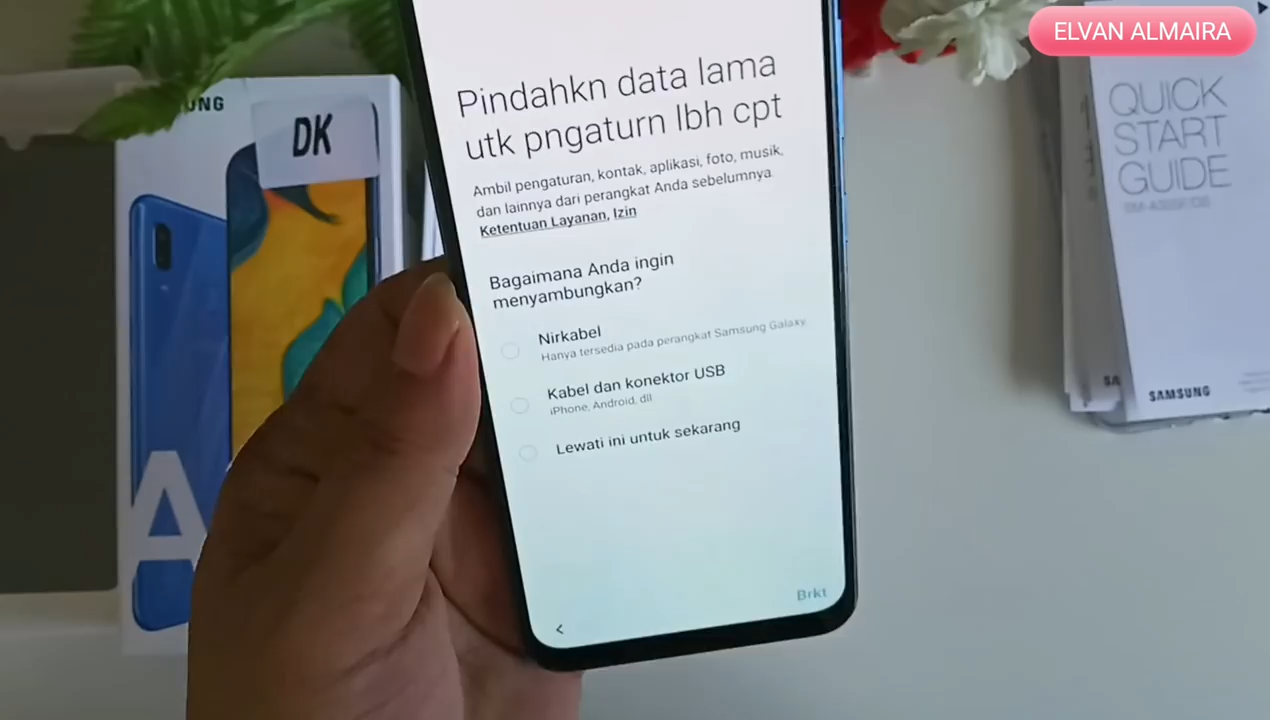 ELVAN ALMAIRA
DK
A
Pindahkn data lama
utk pngaturn lbh cpt
Ambil pengaturan, kontak, aplikasi, foto, musik,
dan lainnya dari perangkat Anda sebelumnya.
Ketentuan Layanan, Izin
Bagaimana Anda ingin
menyambungkan?
Nirkabel
Hanya tersedia pada perangkat Samsung Galaxy.
Kabel dan konektor USB
iPhone, Android, dll
Lewati ini untuk sekarang
Brkt
QUICK
START
GUIDE
SAMSUNG